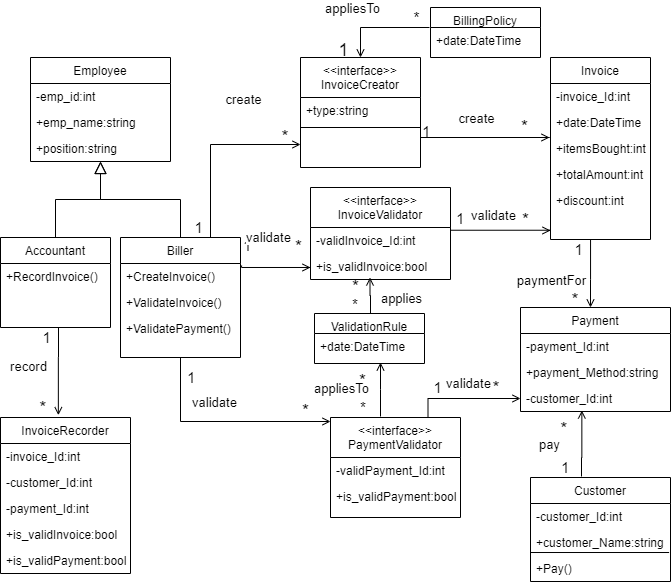 appliesTo
*
BillingPolicy
+date:DateTime
1
Employee
-emp_id:int
+emp_name:string
+position:string
<<interface>>
InvoiceCreator
+type:string
Invoice
-invoice_Id:int
+date:DateTime
+itemsBought:int
+totalAmount:int
+discount:int
create
*
1
create
*
1
Accountant
+RecordInvoice()
Biller
+CreateInvoice()
+ValidateInvoice()
+ValidatePayment()
validate
*
<<interface>>
InvoiceValidator
-validInvoice_Id:int
+is_validInvoice:bool
1
validate
*
1
paymentFor
*
*
*
applies
ValidationRule
+date:DateTime
Payment
-payment_Id:int
+payment_Method:string
-customer_Id:int
1
record
*
1
validate
*
appliesTo
*
*
1
validate
*
InvoiceRecorder
-invoice_Id:int
-customer_Id:int
-payment_Id:int
+is_validInvoice:bool
+is_validPayment:bool
<<interface>>
PaymentValidator
-validPayment_Id:int
+is_validPayment:bool
*
pay
1
Customer
-customer_Id:int
+customer_Name:string
+Pay()